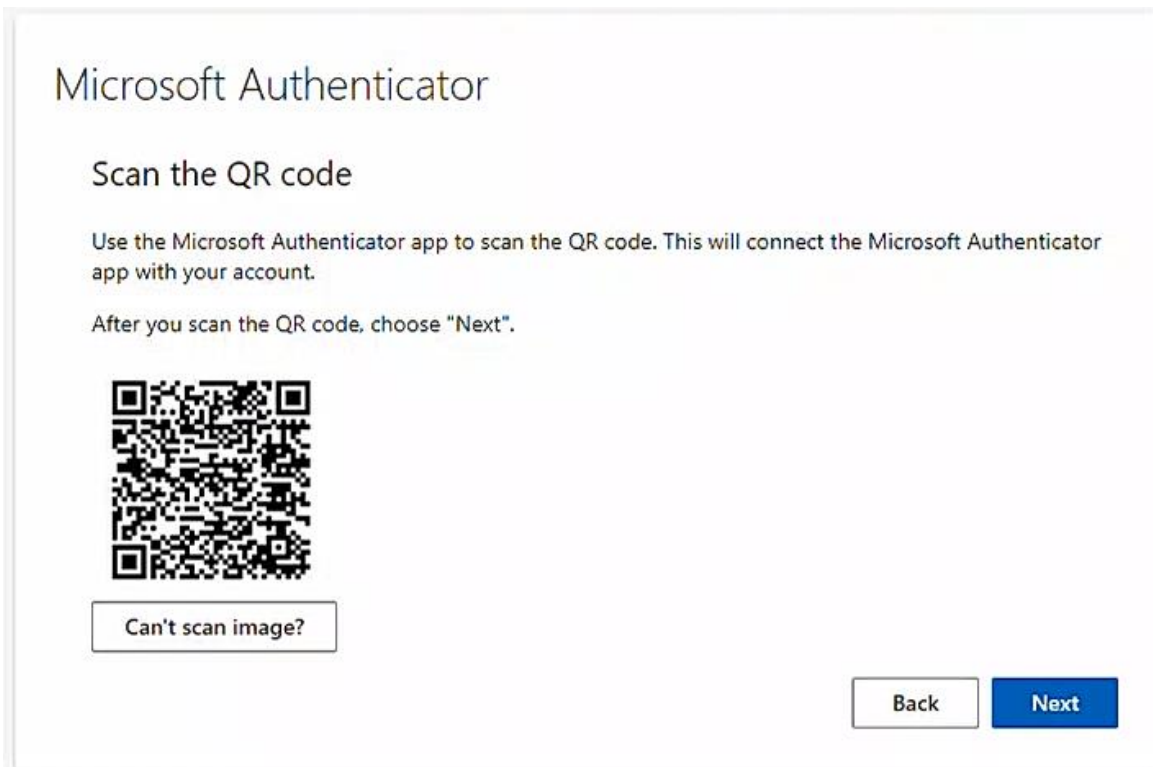 Microsoft Authenticator
Scan the QR code
Use the Microsoft Authenticator app to scan the QR code. This will connect the Microsoft Authenticator
app with your account.
After you scan the QR code, choose "Next".
Can't scan image?
Back
Next